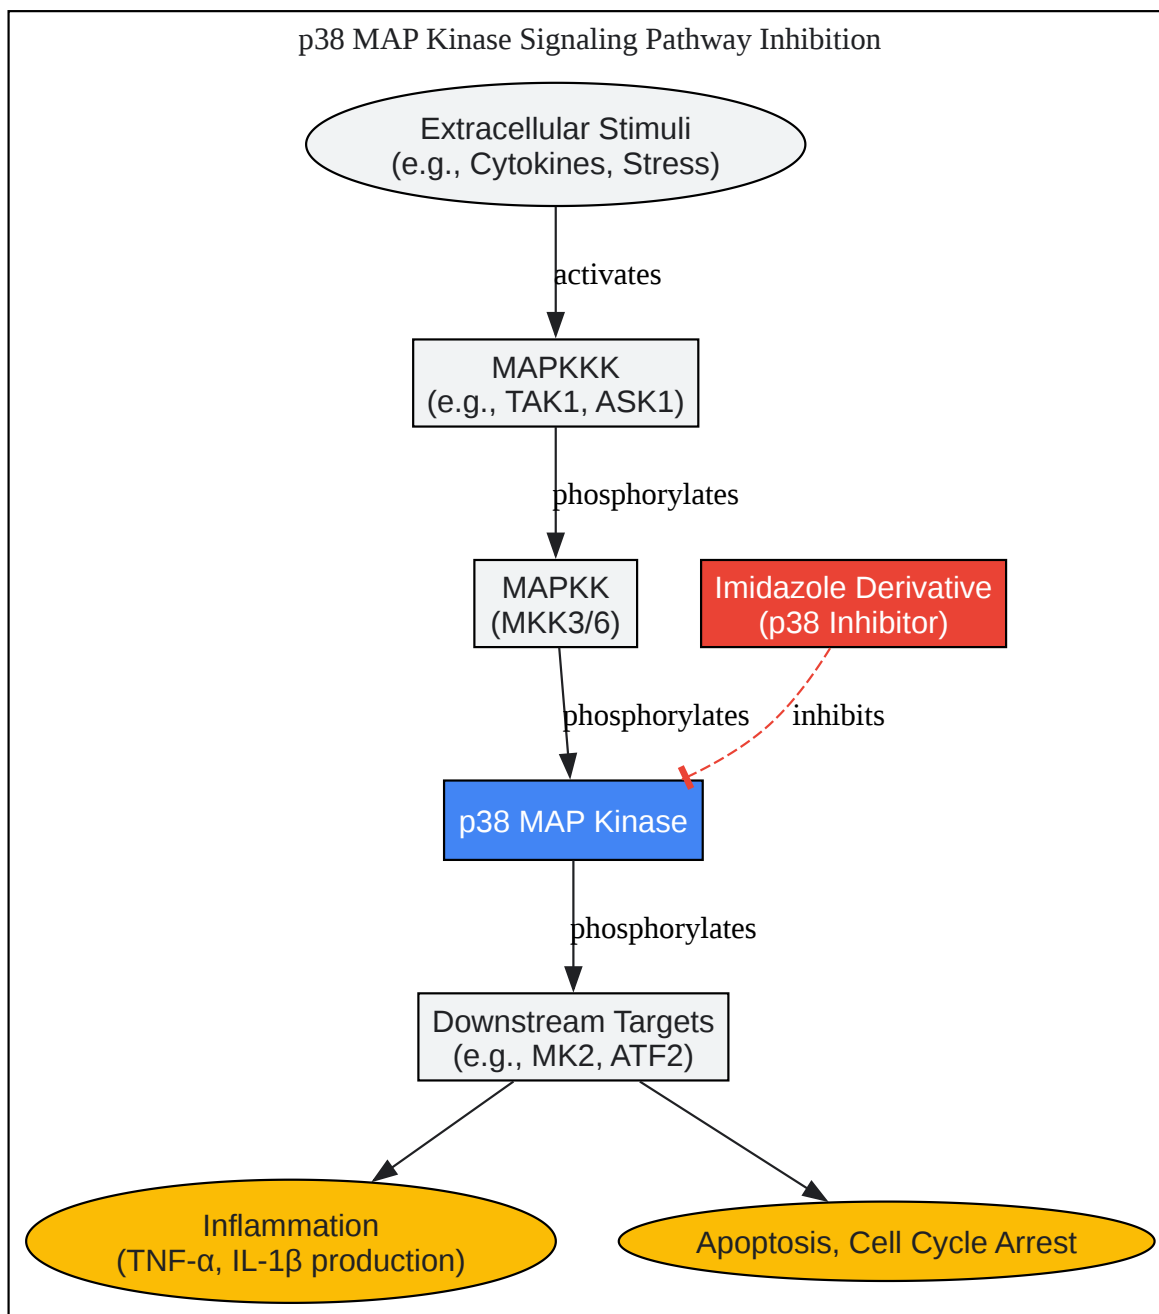 p38 MAP Kinase Signaling Pathway Inhibition
Extracellular Stimuli
(e.g., Cytokines, Stress)
activates
MAPKKK
(e.g., TAK1, ASK1)
phosphorylates
MAPKK
(MKK3/6)
Imidazole Derivative
(p38 Inhibitor)
phosphorylates
inhibits
p38 MAP Kinase
phosphorylates
Downstream Targets
(e.g., MK2, ATF2)
Inflammation
(TNF-α, IL-1β production)
Apoptosis, Cell Cycle Arrest